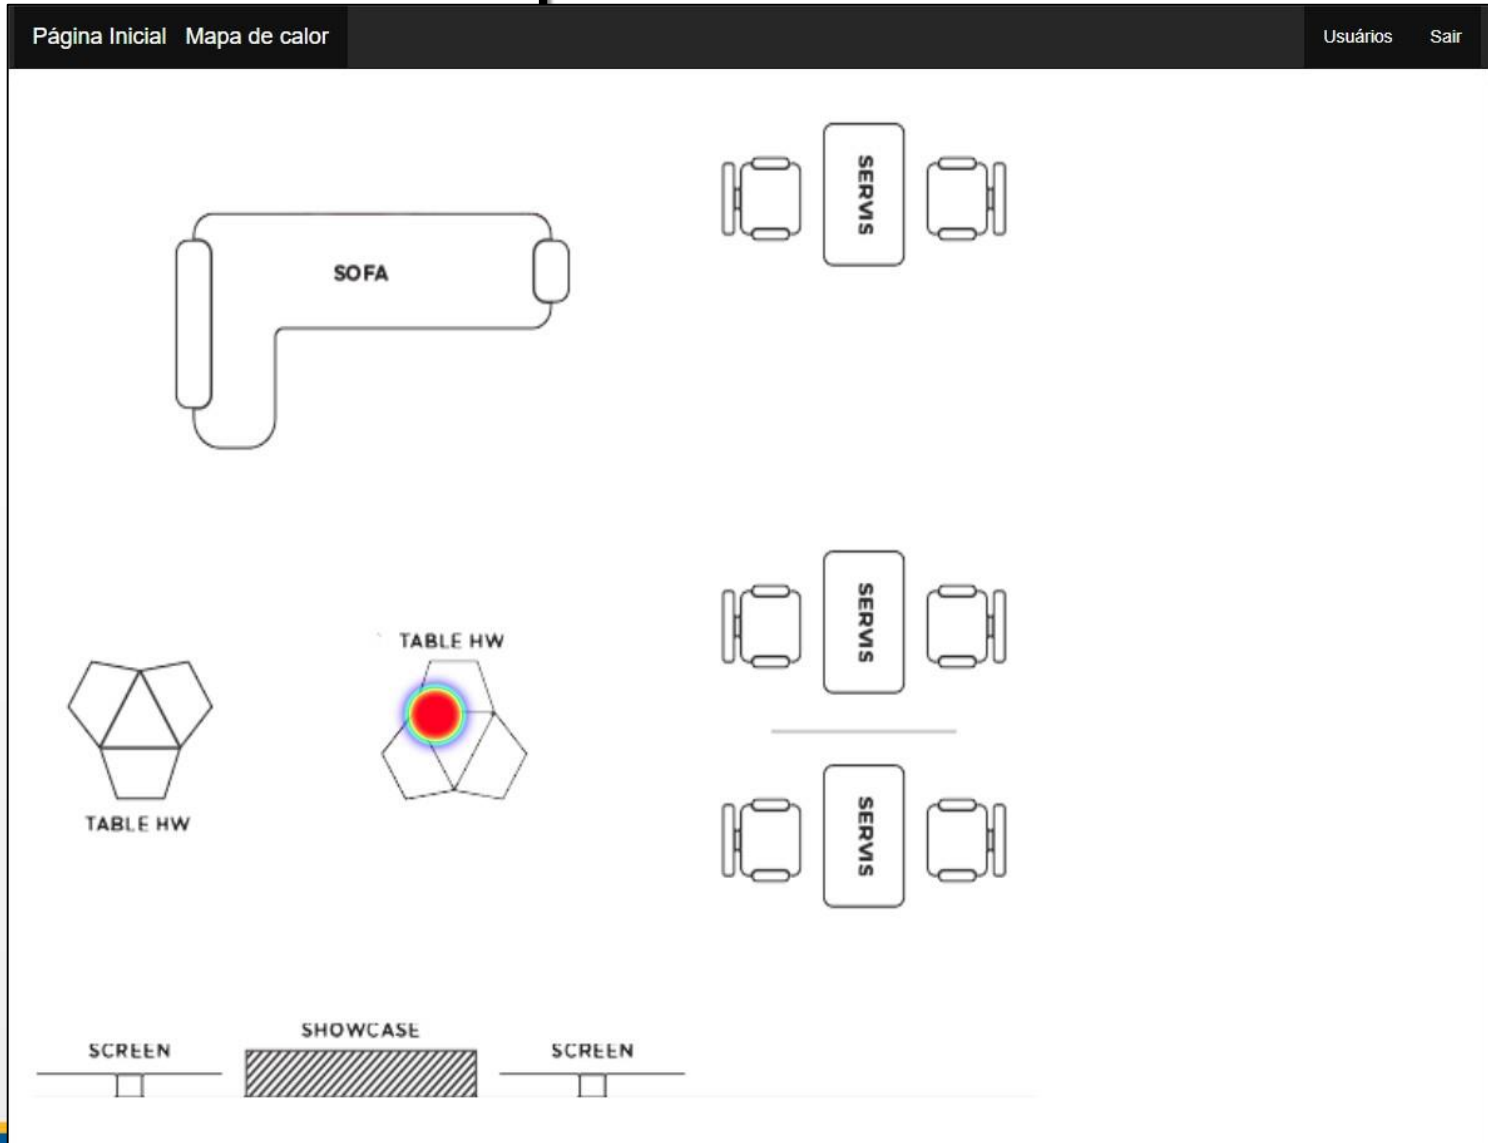 Página Inicial Mapa de calor Usuários Sair
SERVIS
SOFA
SERVIS
TABLE HW
TABLE HW
SERVIS
SHOWCASE
SCREEN
SCREEN